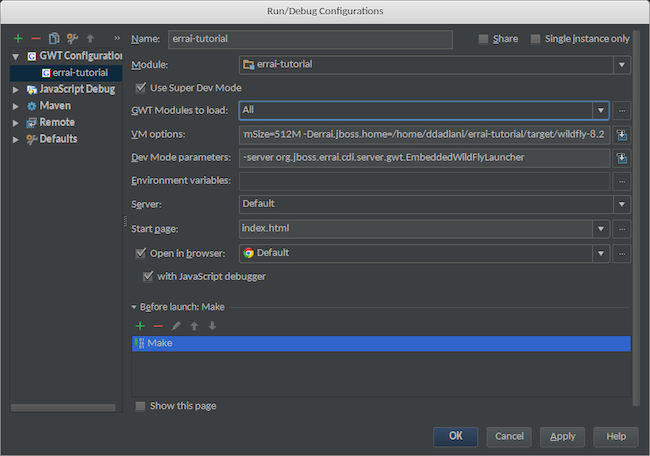 Run/Debug Configurations
Name: errai-tutorial Share Single instance only
GWT Configuration
errai-tutorial
JavaScript Debug
Maven
Remote
Defaults
Module: errai-tutorial
Use Super Dev Mode
GWT Modules to load: All ...
VM options: mSize=512M -Derrai.jboss.home=/home/ddadlani/errai-tutorial/target/wildfly-8.2
Dev Mode parameters: -server org.jboss.errai.cdi.server.gwt.EmbeddedWildFlyLauncher
Environment variables: ...
Server: Default
Start page: index.html ...
Open in browser: Default ...
with JavaScript debugger
Before launch: Make
Make
Show this page
OK Cancel Apply Help